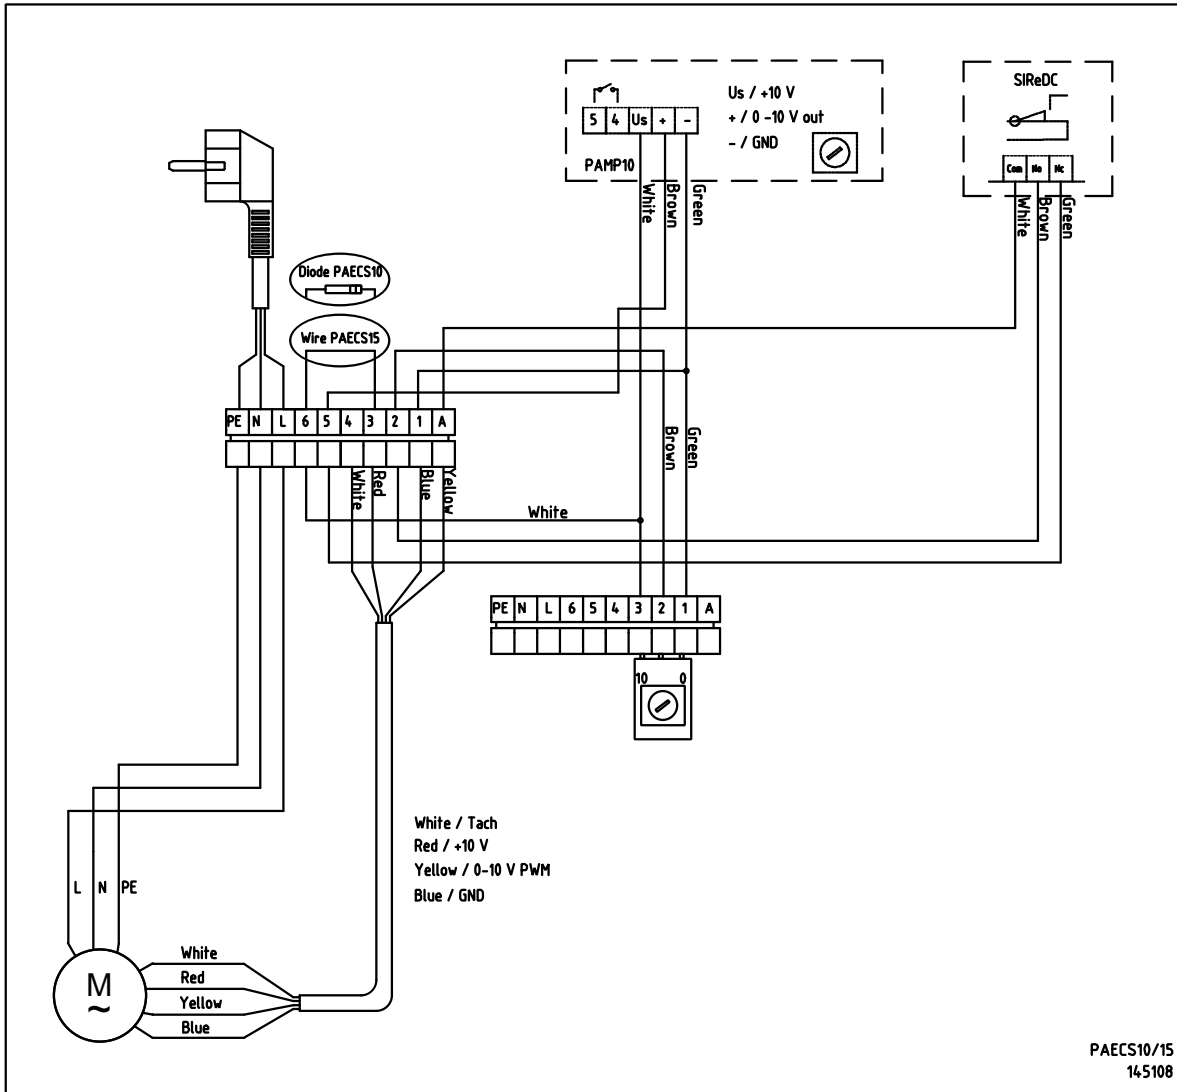 SIReDC
Us / +10 V
+ / 0 -10 V out
- / GND
5 4 Us + -
PAMP10
Com No Nc
White
Brown
Green
White
Brown
Green
Diode PAECS10
Wire PAECS15
PE N L 6 5 4 3 2 1 A
White
Red
Blue
Yellow
Brown
Green
White
PE N L 6 5 4 3 2 1 A
10 0
White / Tach
Red / +10 V
Yellow / 0-10 V PWM
Blue / GND
L N PE
M
~
White
Red
Yellow
Blue
PAECS10/15
145108